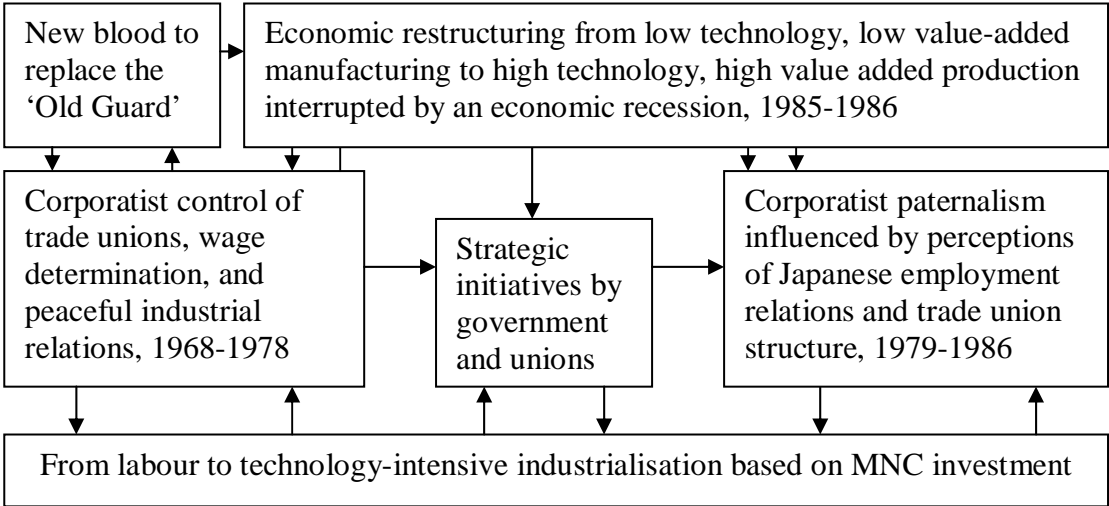 New blood to
replace the
‘Old Guard’
Economic restructuring from low technology, low value-added
manufacturing to high technology, high value added production
interrupted by an economic recession, 1985-1986
Corporatist control of
trade unions, wage
determination, and
peaceful industrial
relations, 1968-1978
Strategic
initiatives by
government
and unions
Corporatist paternalism
influenced by perceptions
of Japanese employment
relations and trade union
structure, 1979-1986
From labour to technology-intensive industrialisation based on MNC investment